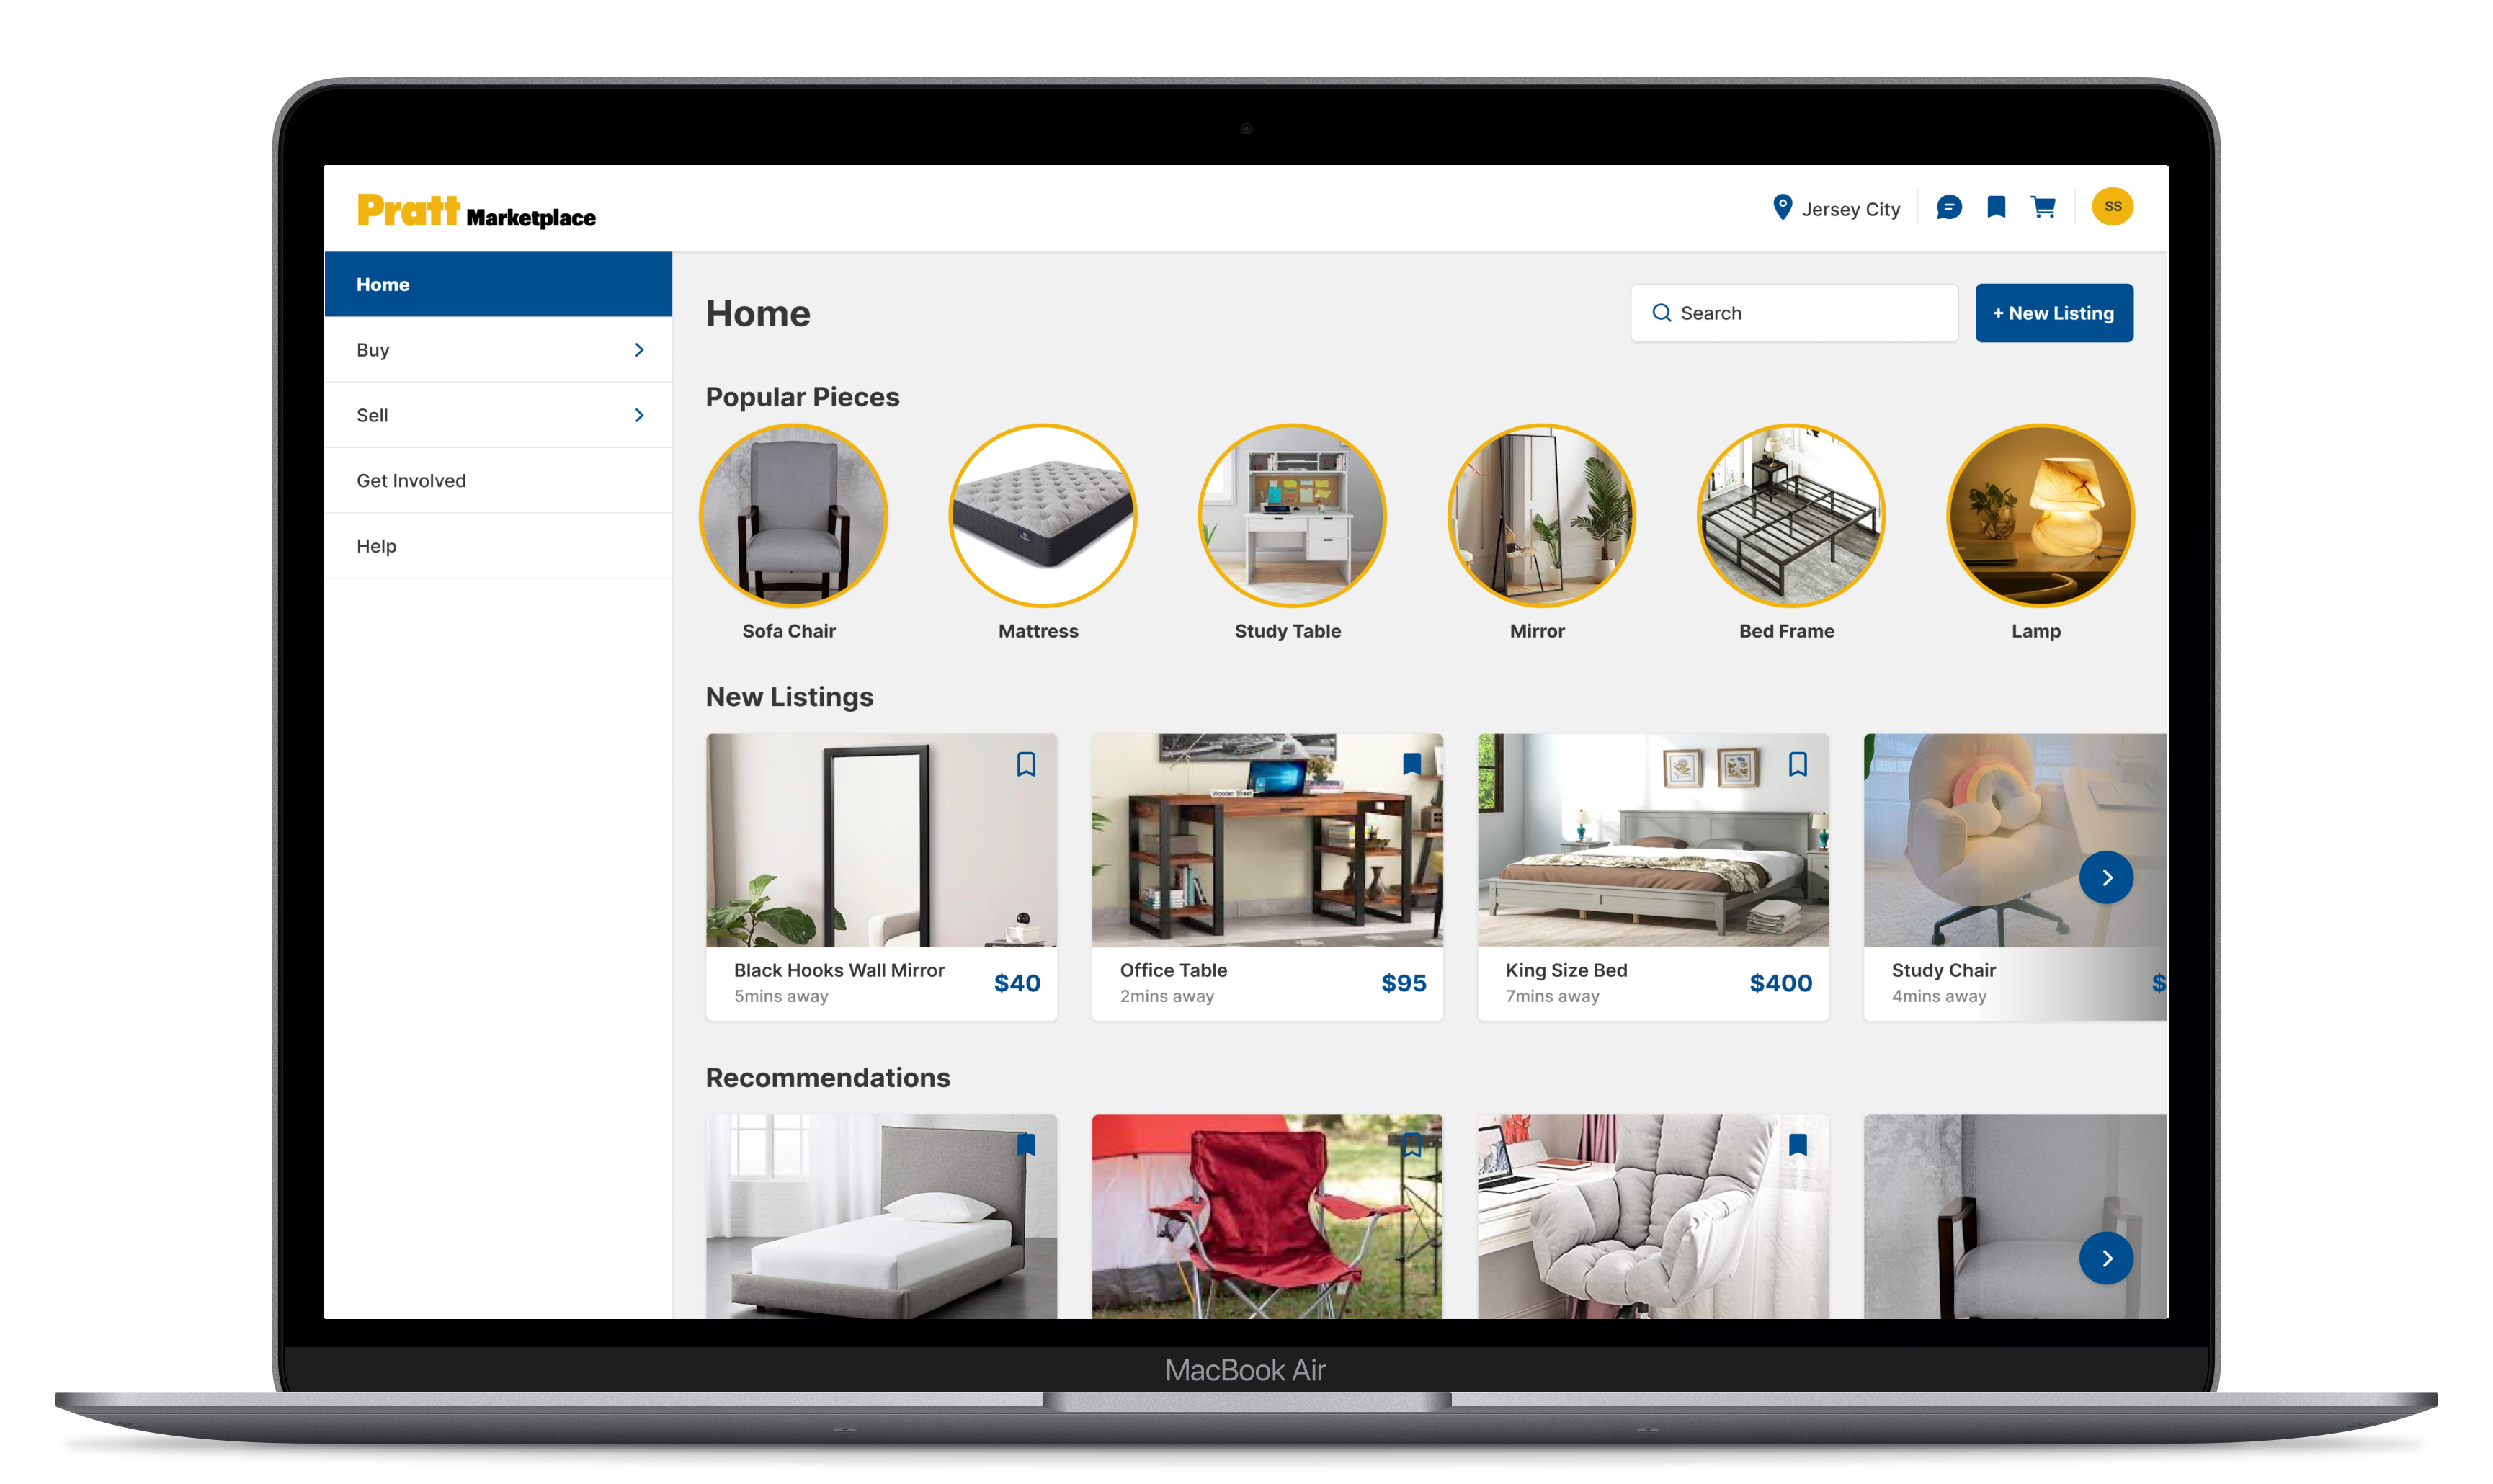 Pratt Marketplace
Jersey City
SS
Home
Buy
Sell
Get Involved
Help
Home
Search
+ New Listing
Popular Pieces
Sofa Chair
Mattress
Study Table
Mirror
Bed Frame
Lamp
New Listings
Wooden Street
Black Hooks Wall Mirror
5mins away
$40
Office Table
2mins away
$95
King Size Bed
7mins away
$400
Study Chair
4mins away
$
Recommendations
MacBook Air